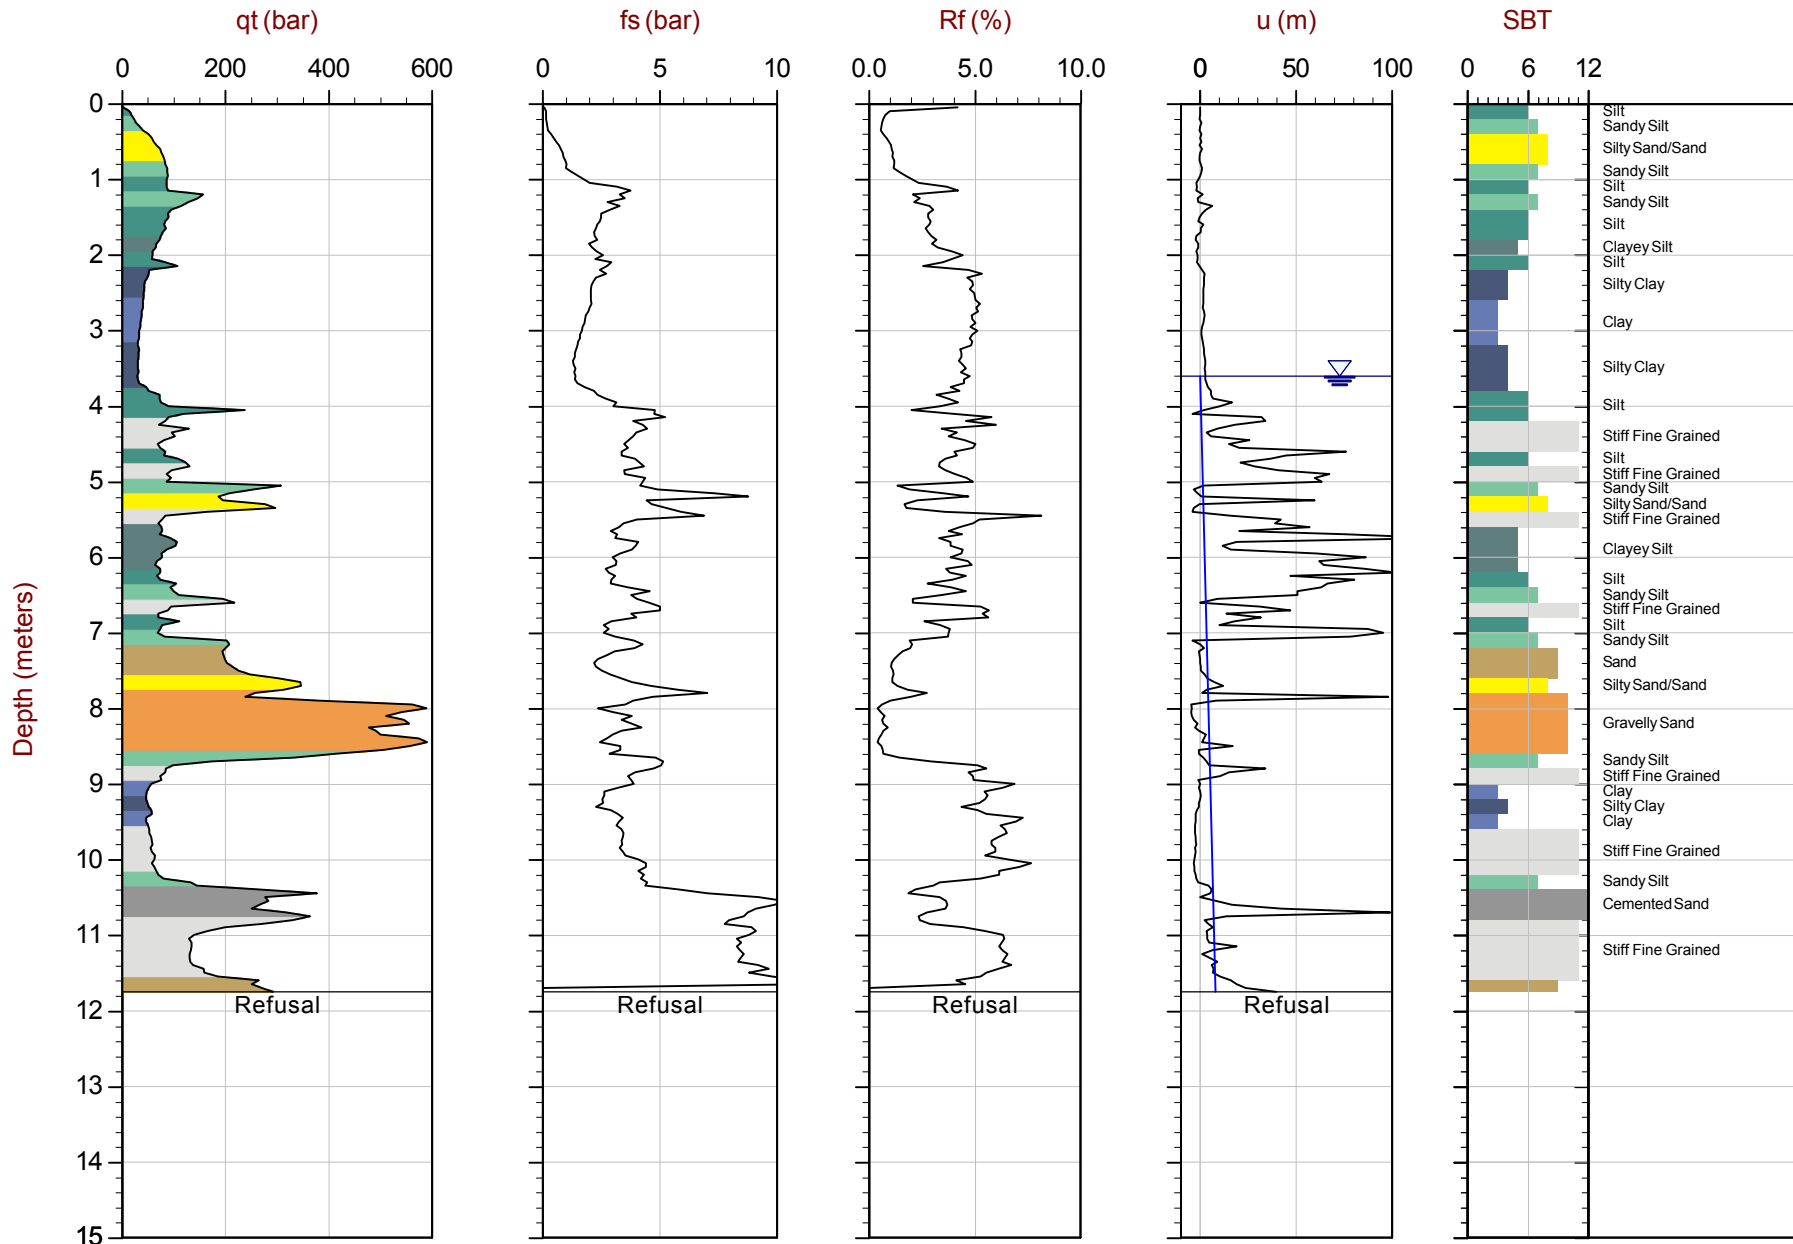 qt (bar) fs (bar) Rf (%) u (m) SBT
0 200 400 600 0 5 10 0.0 5.0 10.0 0 50 100 0 6 12
0
Silt
Sandy Silt
Silty Sand/Sand
Sandy Silt
1
Silt
Sandy Silt
Silt
Clayey Silt
2
Silt
Silty Clay
Clay
3
Silty Clay
4
Silt
Stiff Fine Grained
Silt
Stiff Fine Grained
5
Sandy Silt
Silty Sand/Sand
Stiff Fine Grained
Clayey Silt
6
Silt
Sandy Silt
Stiff Fine Grained
Silt
7
Sandy Silt
Sand
Silty Sand/Sand
8
Gravelly Sand
Sandy Silt
Stiff Fine Grained
9
Clay
Silty Clay
Clay
Stiff Fine Grained
10
Sandy Silt
Cemented Sand
11
Stiff Fine Grained
Refusal Refusal Refusal Refusal
12
13
14
15
Depth (meters)